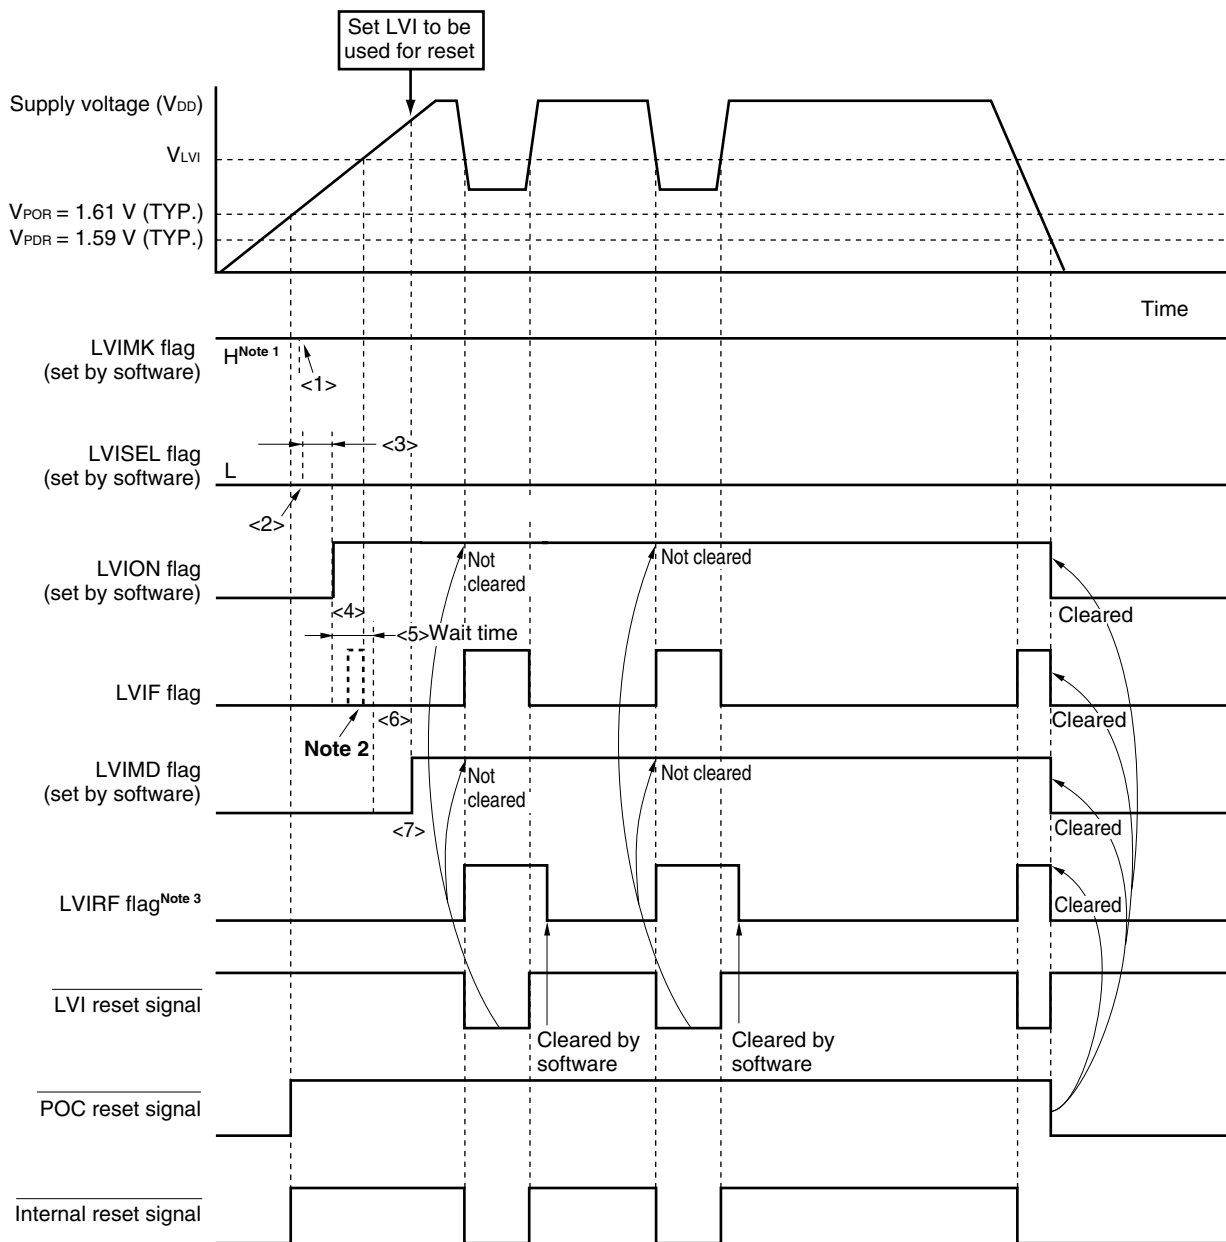 Set LVI to be
used for reset
Supply voltage (VDD)
VLVI
VPOR = 1.61 V (TYP.)
VPDR = 1.59 V (TYP.)
Time
LVIMK flag
(set by software)
H Note 1
<1>
LVISEL flag
(set by software)
L
<3>
<2>
LVION flag
(set by software)
Not
cleared
Not cleared
Cleared
<4>
<5> Wait time
LVIF flag
Note 2
<6>
Cleared
LVIMD flag
(set by software)
Not
cleared
Not cleared
<7>
Cleared
LVIRF flag Note 3
Cleared
LVI reset signal
Cleared by
software
Cleared by
software
POC reset signal
Internal reset signal